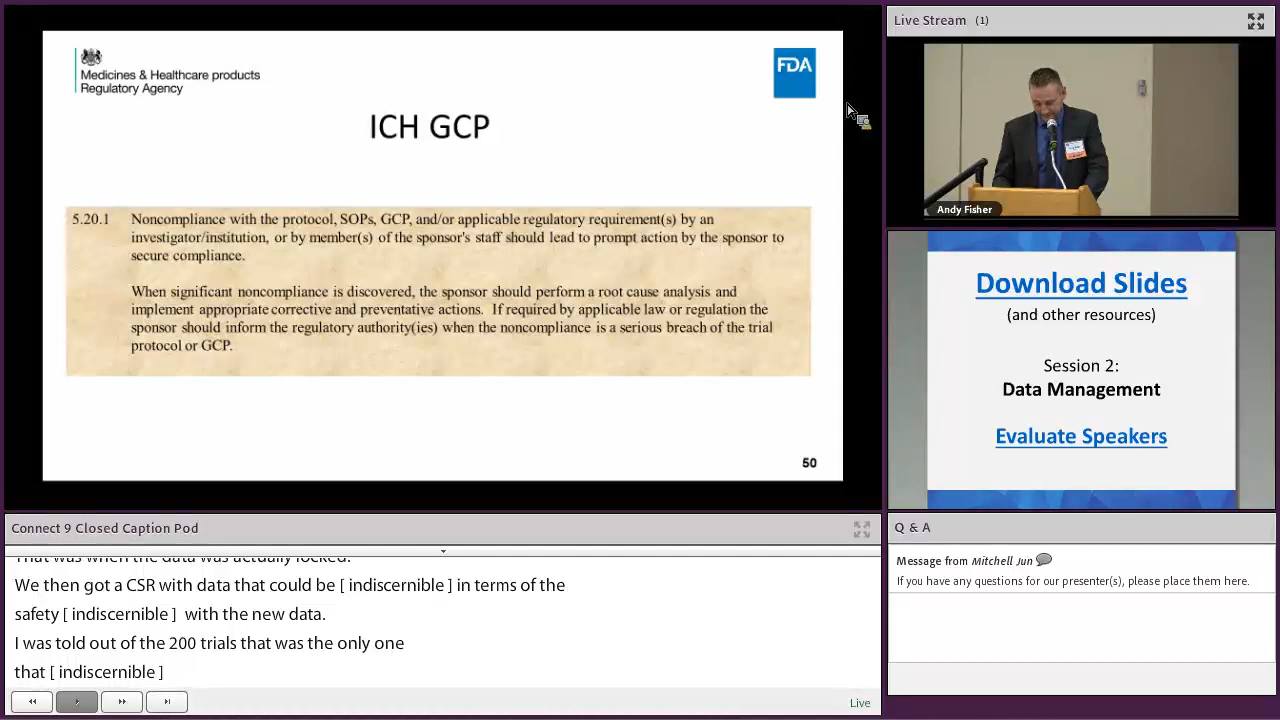 Medicines & Healthcare products
Regulatory Agency
FDA
ICH GCP
5.20.1 Noncompliance with the protocol, SOPs, GCP, and/or applicable regulatory requirement(s) by an
investigator/institution, or by member(s) of the sponsor's staff should lead to prompt action by the sponsor to
secure compliance.
When significant noncompliance is discovered, the sponsor should perform a root cause analysis and
implement appropriate corrective and preventative actions. If required by applicable law or regulation the
sponsor should inform the regulatory authority(ies) when the noncompliance is a serious breach of the trial
protocol or GCP.
50
Live Stream (1)
Andy Fisher
Download Slides
(and other resources)
Session 2:
Data Management
Evaluate Speakers
Connect 9 Closed Caption Pod
That was when the data was actually locked.
We then got a CSR with data that could be [ indiscernible ] in terms of the
safety [ indiscernible ] with the new data.
I was told out of the 200 trials that was the only one
that [ indiscernible ]
Live
Q & A
Message from Mitchell Jun
If you have any questions for our presenter(s), please place them here.